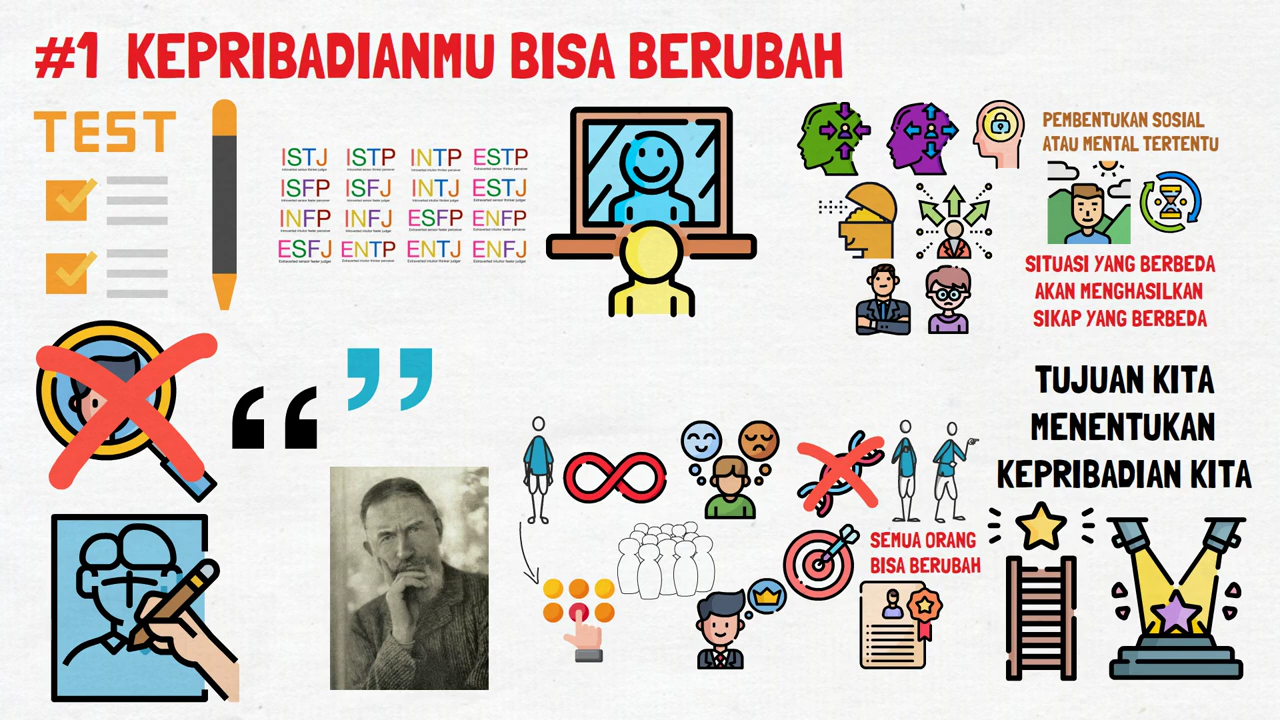 #1 KEPRIBADIANMU BISA BERUBAH
TEST
ISTJ ISTP INTP ESTP
ISFP ISFJ INTJ ESTJ
INFP INFJ ESFP ENFP
ESFJ ENTP ENTJ ENFJ
PEMBENTUKAN SOSIAL
ATAU MENTAL TERTENTU
SITUASI YANG BERBEDA
AKAN MENGHASILKAN
SIKAP YANG BERBEDA
“ ”
TUJUAN KITA
MENENTUKAN
KEPRIBADIAN KITA
SEMUA ORANG
BISA BERUBAH